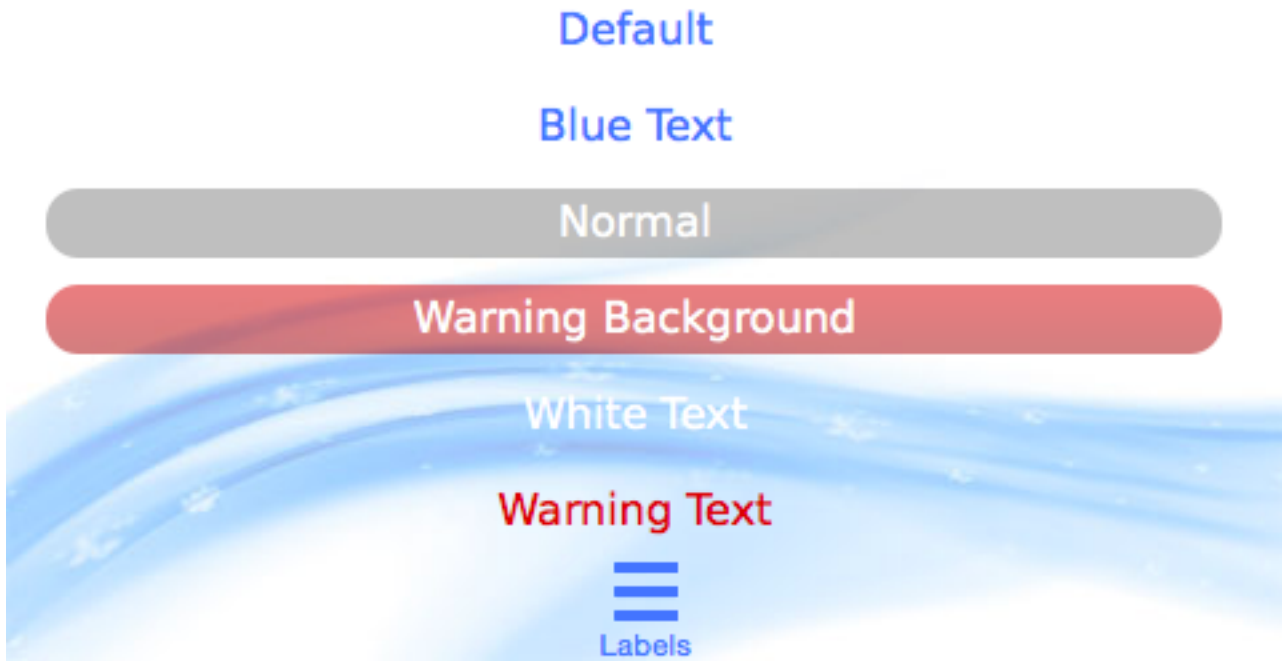 Default
Blue Text
Normal
Warning Background
White Text
Warning Text
Labels